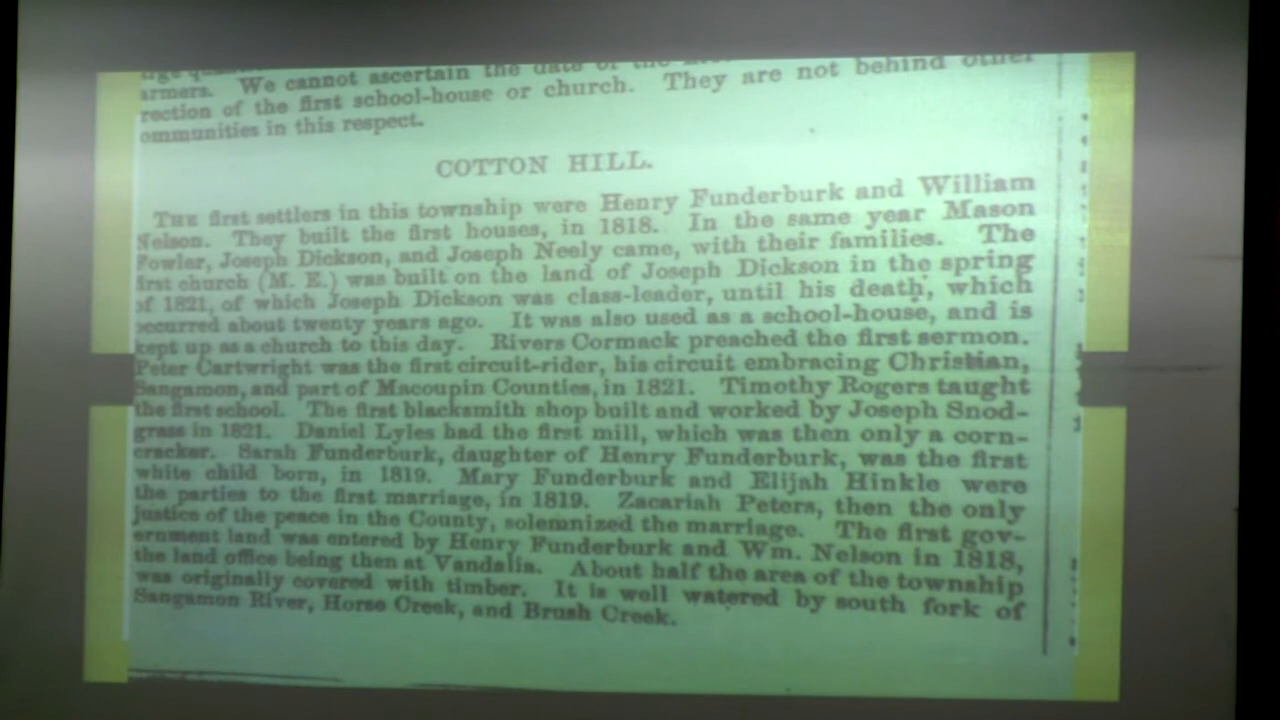 armers. We cannot ascertain the date of the
rection of the first school-house or church. They are not behind other
ommunities in this respect.
COTTON HILL.
THE first settlers in this township were Henry Funderburk and William
Nelson. They built the first houses, in 1818. In the same year Mason
Fowler, Joseph Dickson, and Joseph Neely came, with their families. The
first church (M. E.) was built on the land of Joseph Dickson in the spring
of 1821, of which Joseph Dickson was class-leader, until his death, which
occurred about twenty years ago. It was also used as a school-house, and is
kept up as a church to this day. Rivers Cormack preached the first sermon.
Peter Cartwright was the first circuit-rider, his circuit embracing Christian,
Sangamon, and part of Macoupin Counties, in 1821. Timothy Rogers taught
the first school. The first blacksmith shop built and worked by Joseph Snod-
grass in 1821. Daniel Lyles had the first mill, which was then only a corn-
cracker. Sarah Funderburk, daughter of Henry Funderburk, was the first
white child born, in 1819. Mary Funderburk and Elijah Hinkle were
the parties to the first marriage, in 1819. Zacariah Peters, then the only
justice of the peace in the County, solemnized the marriage. The first gov-
ernment land was entered by Henry Funderburk and Wm. Nelson in 1818,
the land office being then at Vandalia. About half the area of the township
was originally covered with timber. It is well watered by south fork of
Sangamon River, Horse Creek, and Brush Creek.